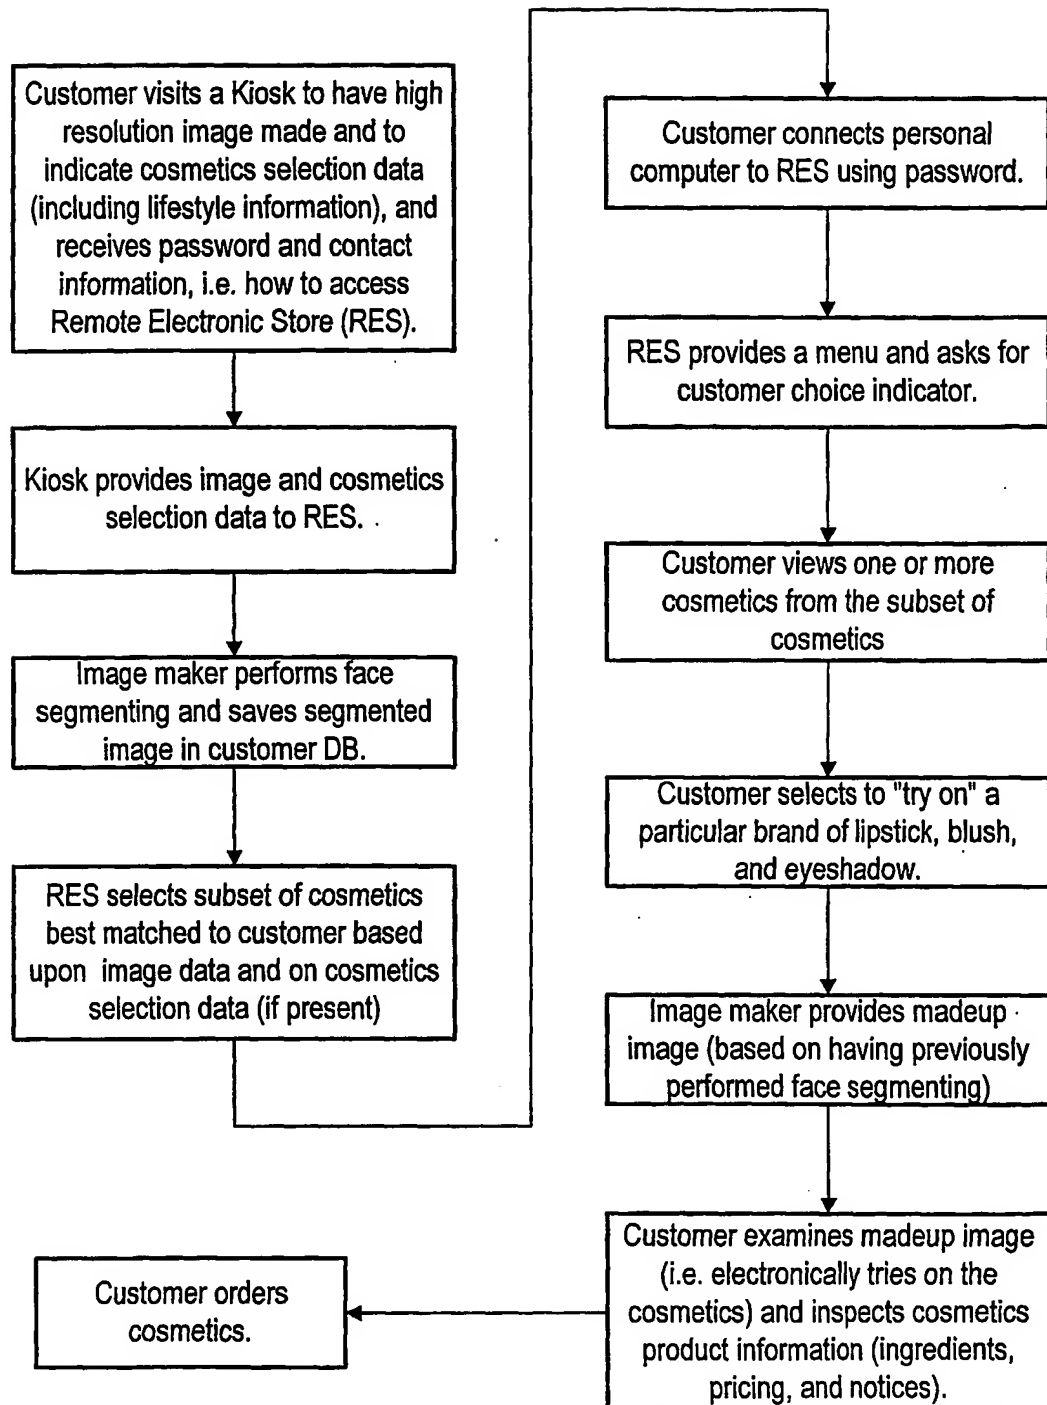 Customer visits a Kiosk to have high
resolution image made and to
indicate cosmetics selection data
(including lifestyle information), and
receives password and contact
information, i.e. how to access
Remote Electronic Store (RES).
Kiosk provides image and cosmetics
selection data to RES.
Image maker performs face
segmenting and saves segmented
image in customer DB.
RES selects subset of cosmetics
best matched to customer based
upon image data and on cosmetics
selection data (if present)
Customer connects personal
computer to RES using password.
RES provides a menu and asks for
customer choice indicator.
Customer views one or more
cosmetics from the subset of
cosmetics
Customer selects to "try on" a
particular brand of lipstick, blush,
and eyeshadow.
Image maker provides madeup
image (based on having previously
performed face segmenting)
Customer examines madeup image
(i.e. electronically tries on the
cosmetics) and inspects cosmetics
product information (ingredients,
pricing, and notices).
Customer orders
cosmetics.